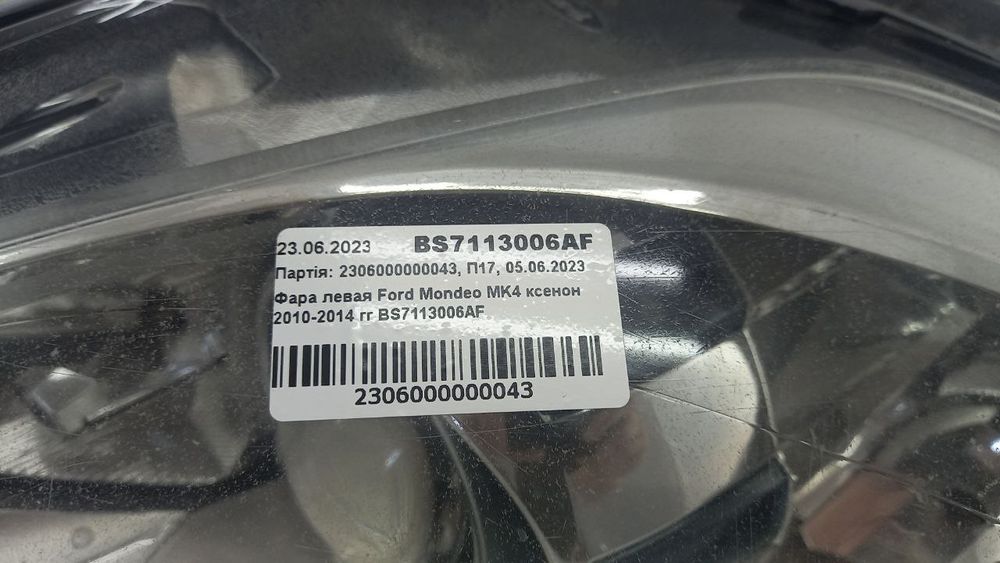 23.06.2023 BS7113006AF
Партія: 2306000000043, П17, 05.06.2023
Фара левая Ford Mondeo MK4 ксенон
2010-2014 гг BS7113006AF
2306000000043